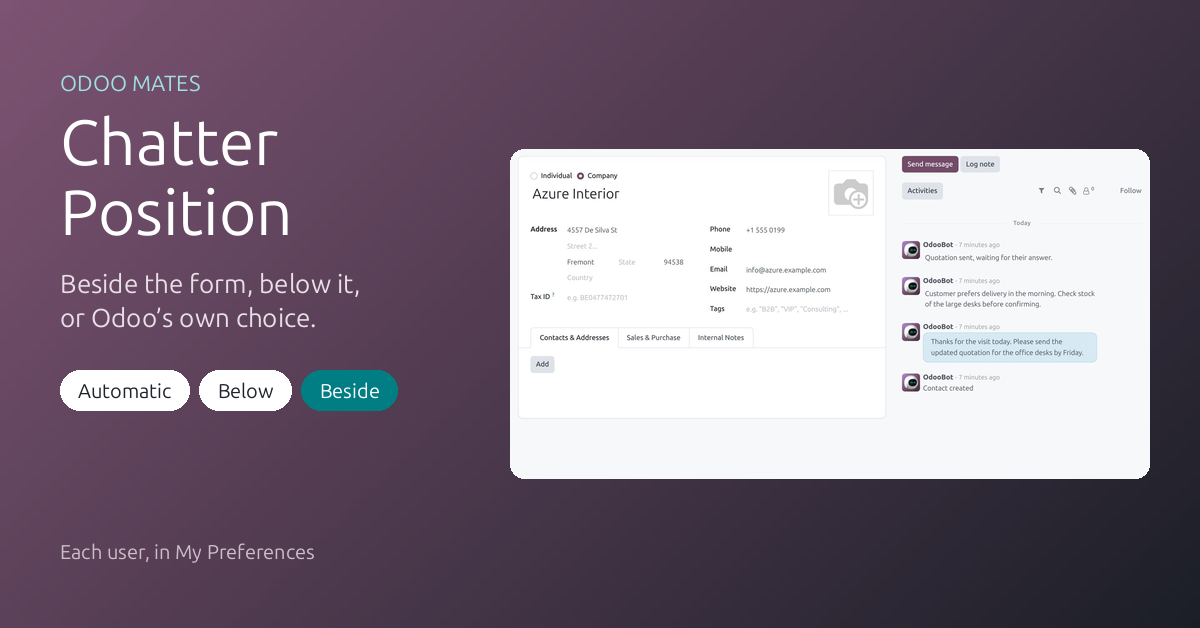 ODOO MATES
Chatter
Position
Beside the form, below it,
or Odoo’s own choice.
Automatic
Below
Beside
Each user, in My Preferences
Individual
Company
Azure Interior
Address
4557 De Silva St
Street 2...
Fremont
State
94538
Country
Tax ID ?
e.g. BE0477472701
Phone
+1 555 0199
Mobile
Email
info@azure.example.com
Website
https://azure.example.com
Tags
e.g. "B2B", "VIP", "Consulting", ...
Contacts & Addresses
Sales & Purchase
Internal Notes
Add
Send message
Log note
Activities
0
Follow
Today
OdooBot - 7 minutes ago
Quotation sent, waiting for their answer.
OdooBot - 7 minutes ago
Customer prefers delivery in the morning. Check stock
of the large desks before confirming.
OdooBot - 7 minutes ago
Thanks for the visit today. Please send the
updated quotation for the office desks by Friday.
OdooBot - 7 minutes ago
Contact created